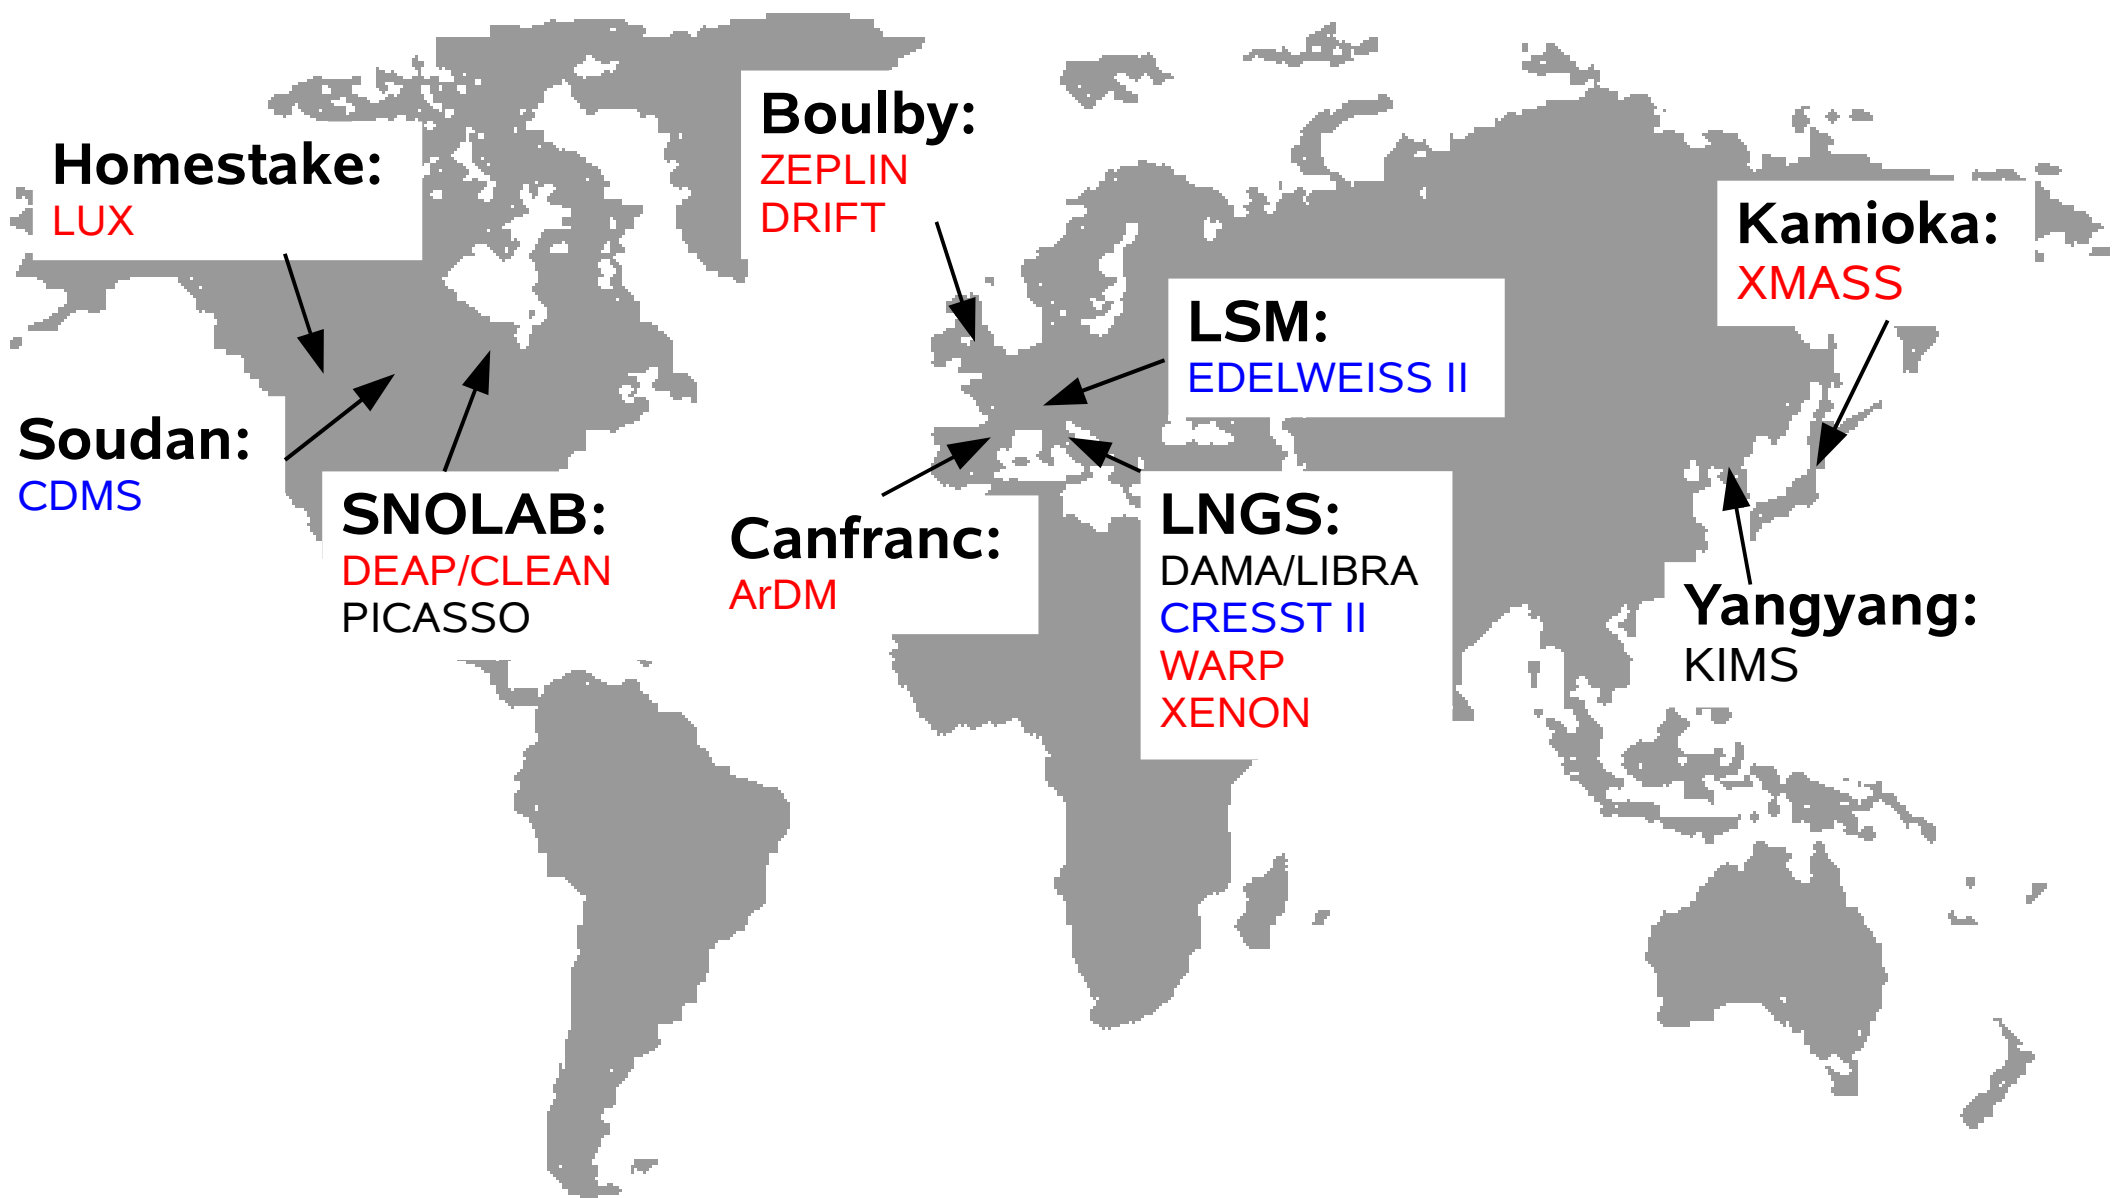 Homestake:
LUX
Boulby:
ZEPLIN
DRIFT
Kamioka:
XMASS
LSM:
EDELWEISS II
Soudan:
CDMS
SNOLAB:
DEAP/CLEAN
PICASSO
Canfranc:
ArDM
LNGS:
DAMA/LIBRA
CRESST II
WARP
XENON
Yangyang:
KIMS